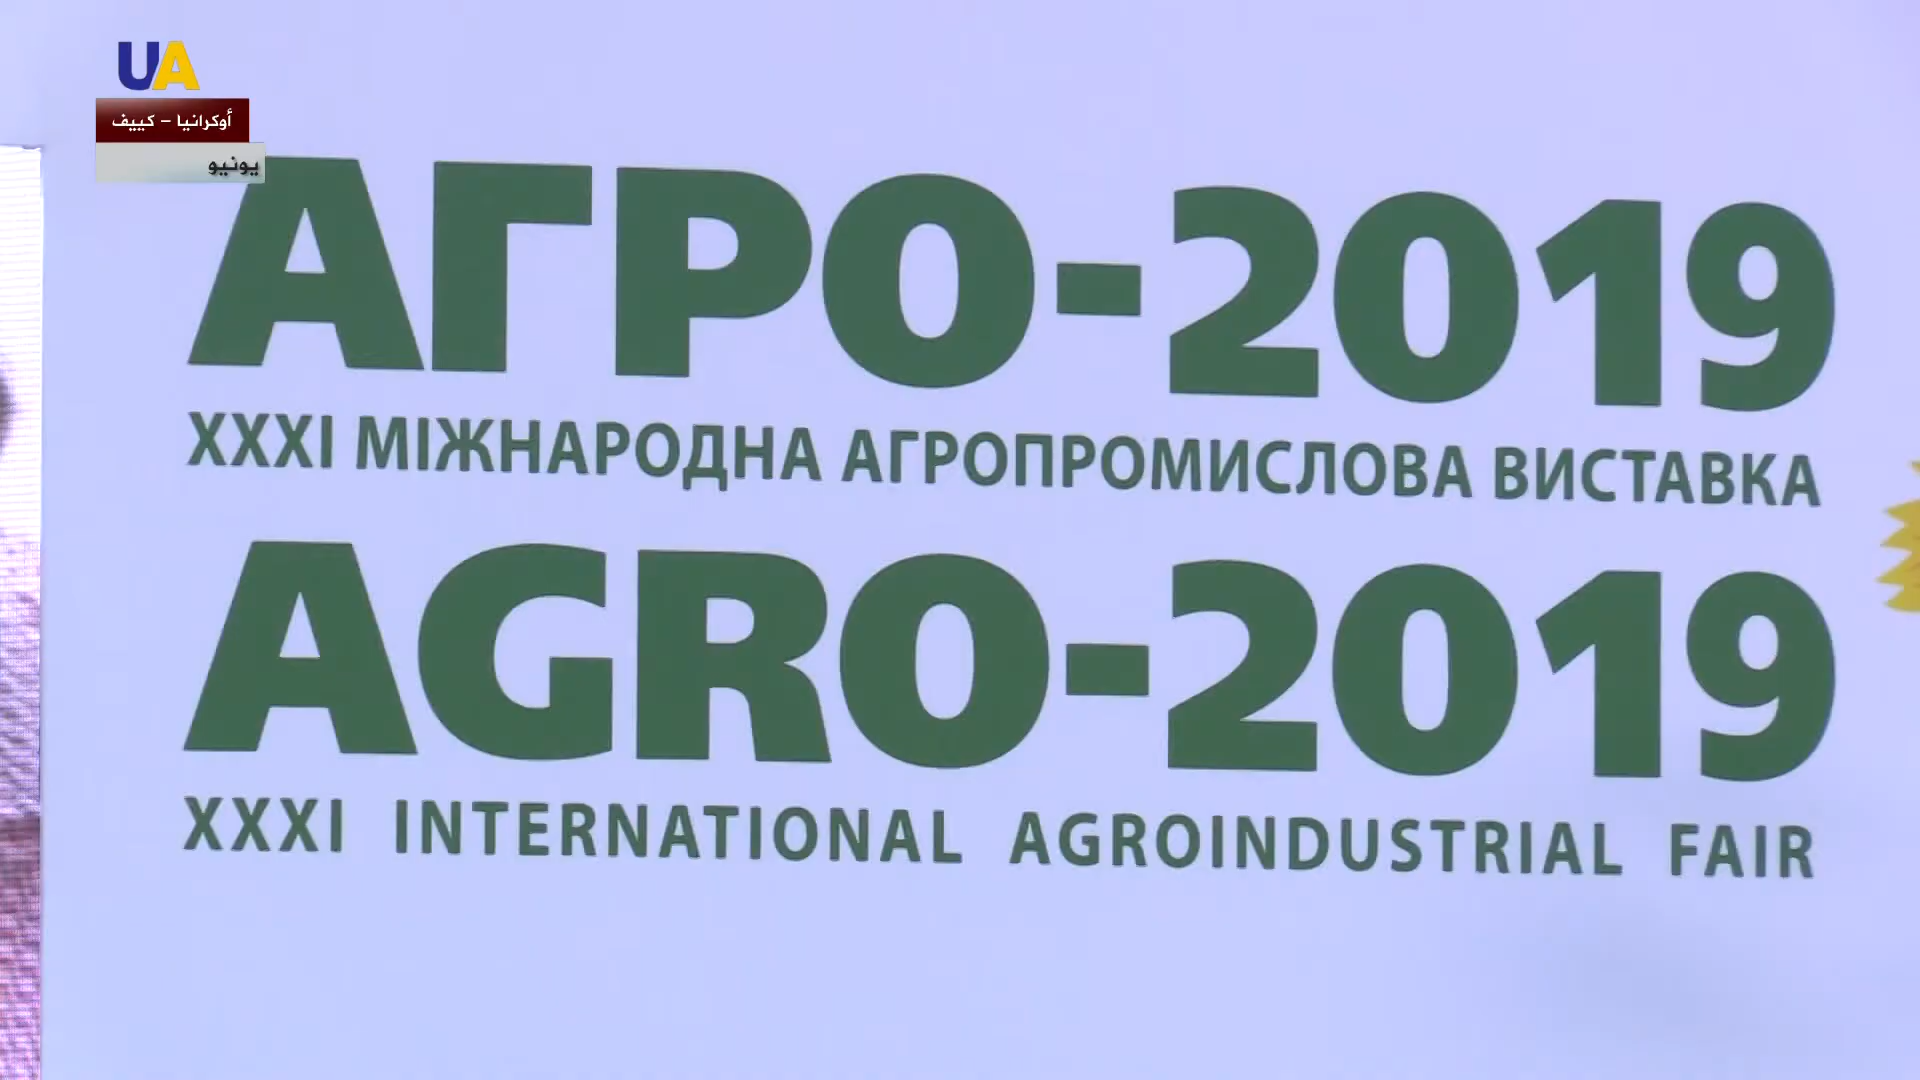 UA
أوكرانيا – كييف
يونيو
АГРО-2019
XXXI МІЖНАРОДНА АГРОПРОМИСЛОВА ВИСТАВКА
AGRO-2019
XXXI INTERNATIONAL AGROINDUSTRIAL FAIR